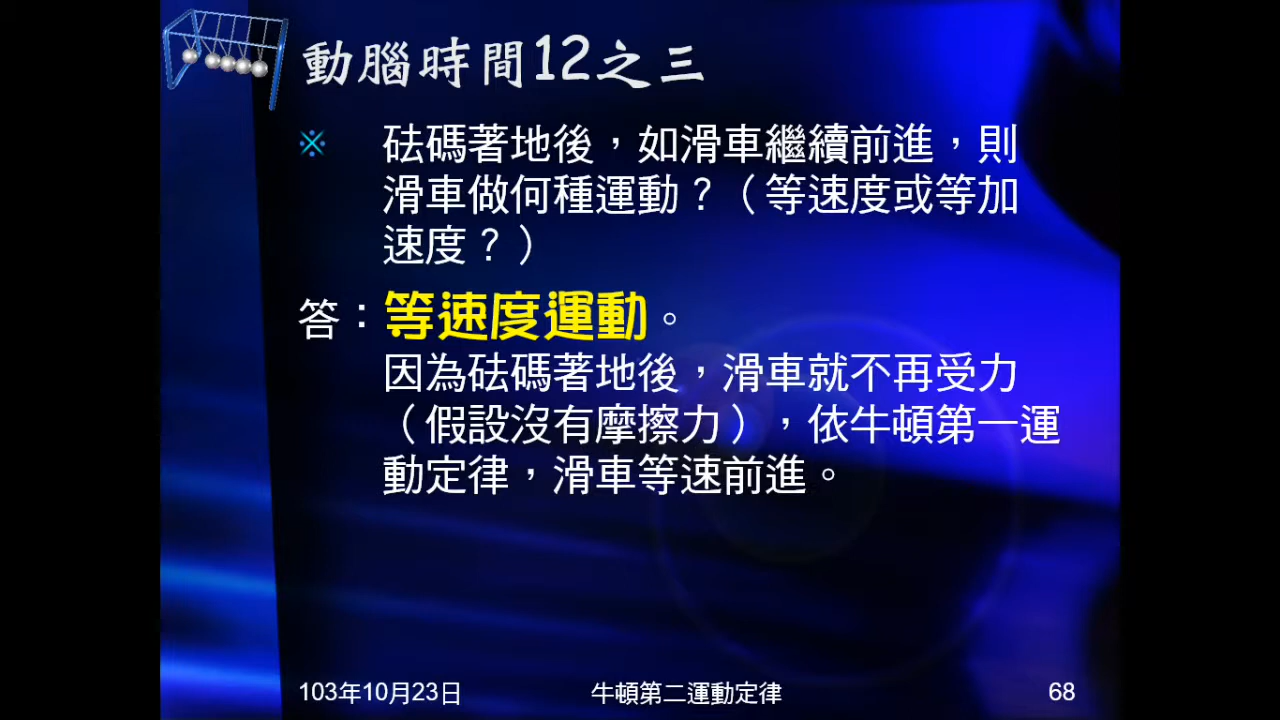 動腦時間12之三
※ 砝碼著地後，如滑車繼續前進，則
滑車做何種運動？（等速度或等加
速度？）
答：等速度運動。
因為砝碼著地後，滑車就不再受力
（假設沒有摩擦力），依牛頓第一運
動定律，滑車等速前進。
103年10月23日
牛頓第二運動定律
68